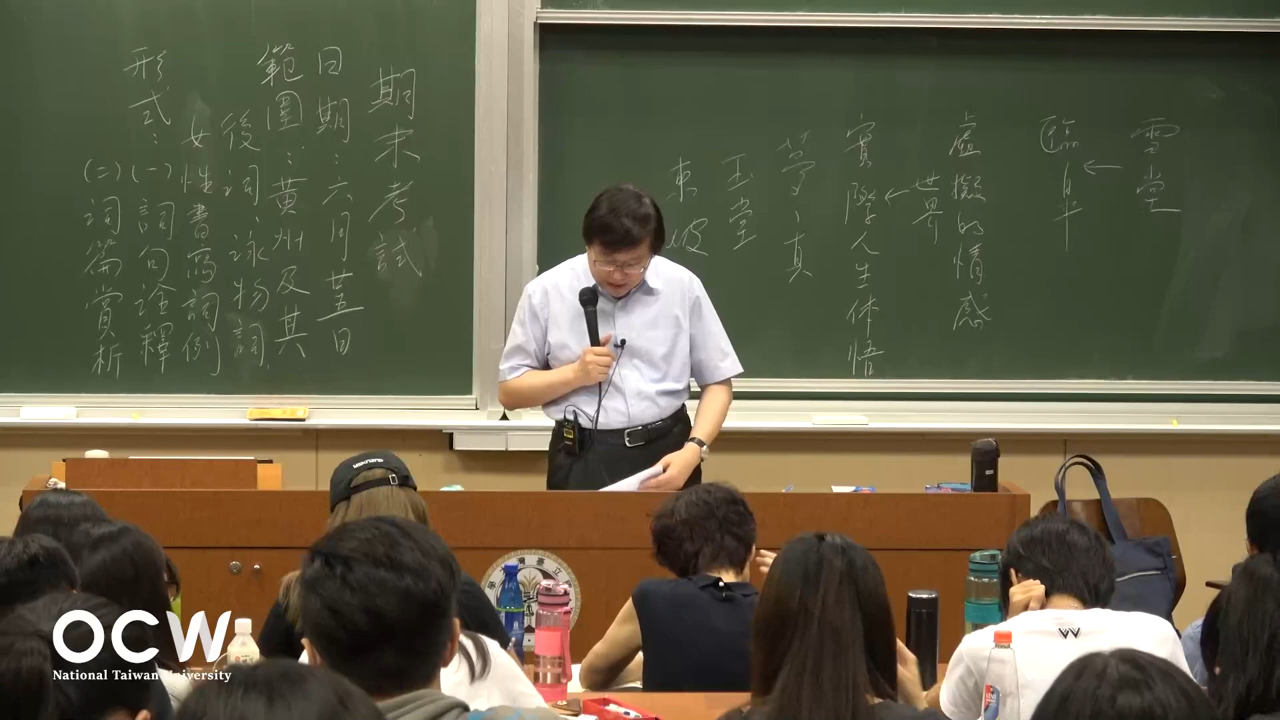 雪堂
臨皋←
虛擬的情感
世界
實際人生体悟←
夢、真
玉堂
東坡
期末考試
日期：六月廿五日
範圍：黃州及其
後詞、詠物詞、
女性書寫詞例
形式：(一)詞句詮釋
(二)詞篇賞析
OCW
National Taiwan University